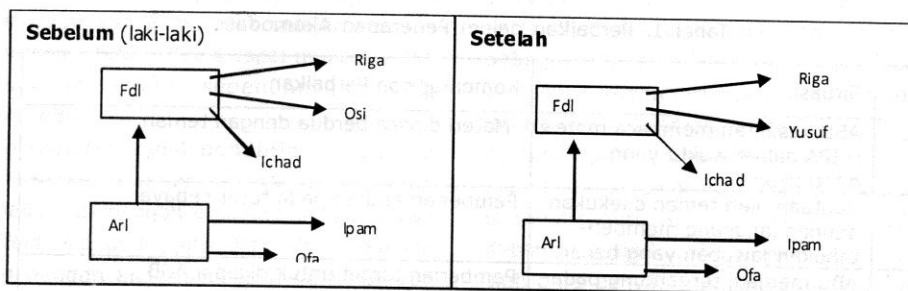 Sebelum (laki-laki)
Riga
Fdl
Osi
Ichad
Arl
Ipam
Ofa
Setelah
Riga
Fdl
Yusuf
Ichad
Arl
Ipam
Ofa